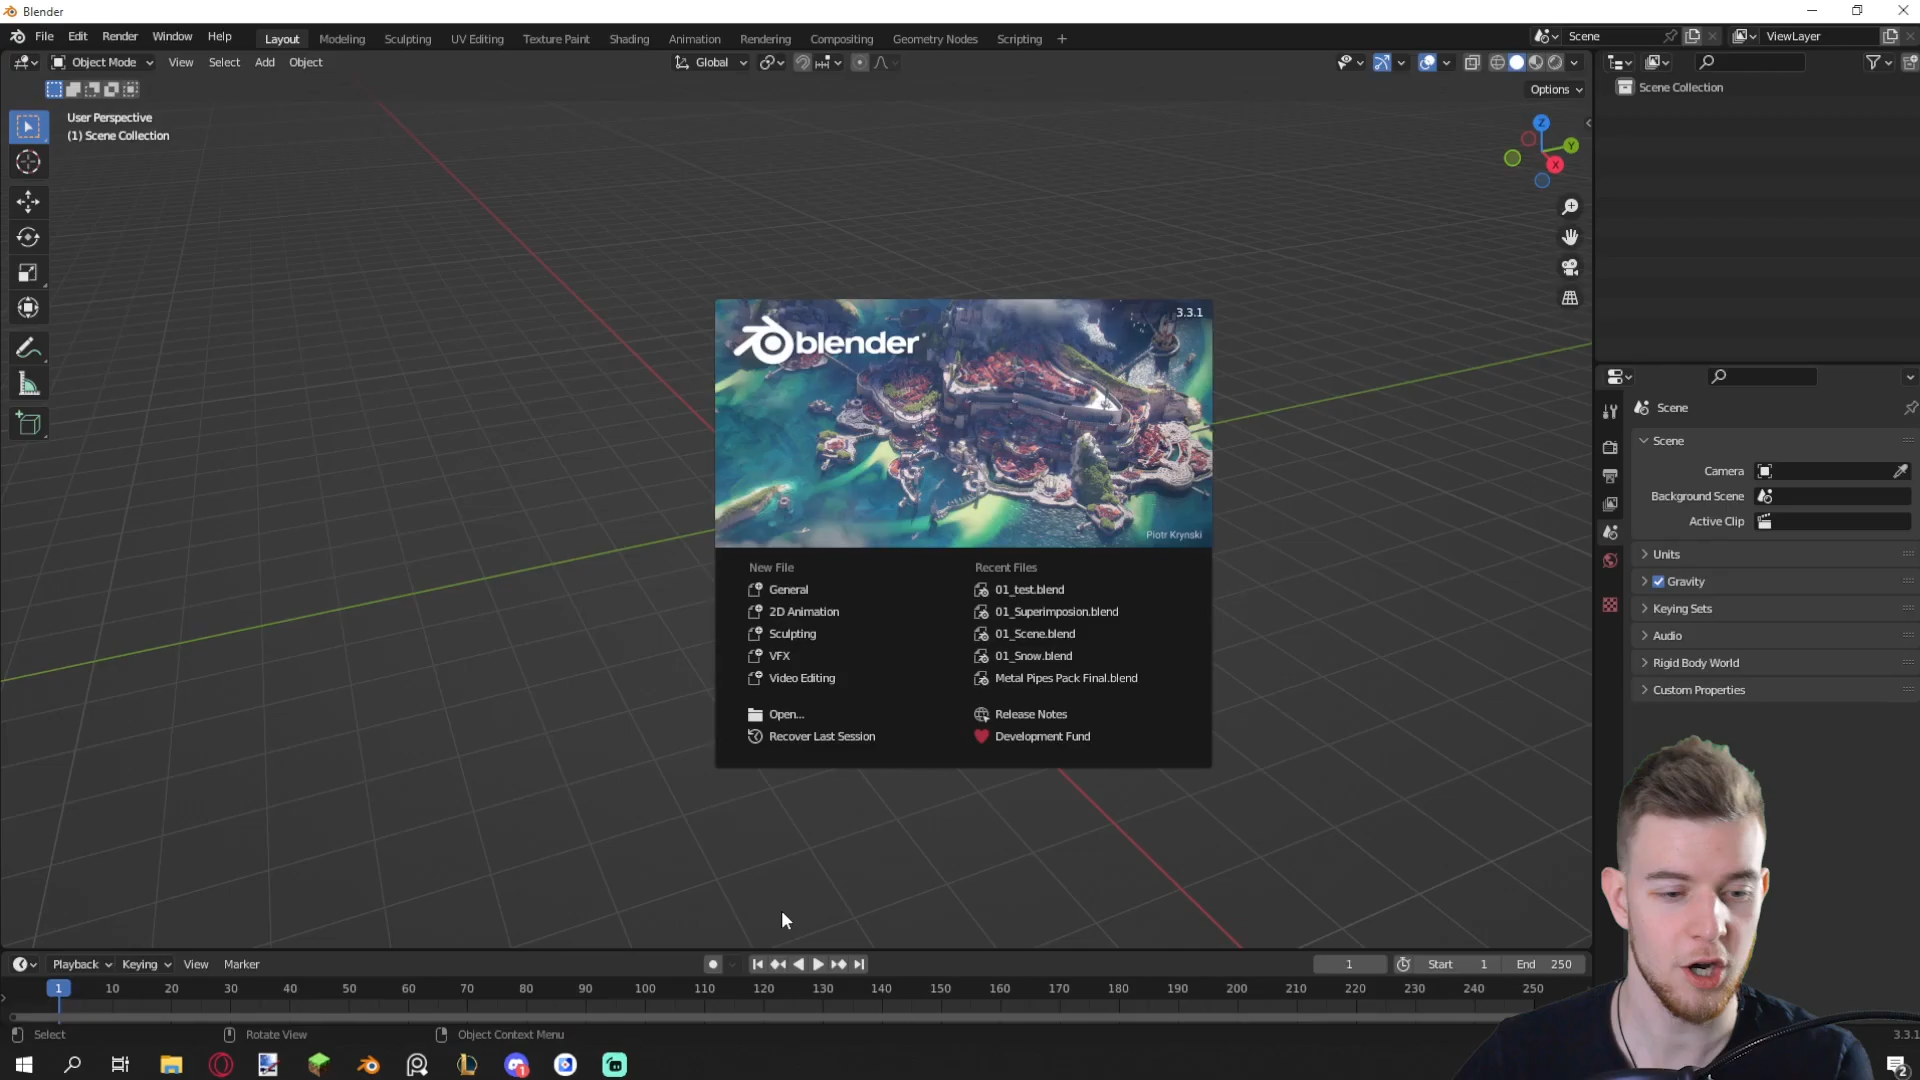 Blender
File Edit Render Window Help
Layout Modeling Sculpting UV Editing Texture Paint Shading Animation Rendering Compositing Geometry Nodes Scripting +
Scene
ViewLayer
Object Mode View Select Add Object
Global
Options
User Perspective
(1) Scene Collection
Z
Y
X
Scene Collection
blender
3.3.1
Piotr Krynski
New File
General
2D Animation
Sculpting
VFX
Video Editing
Open...
Recover Last Session
Recent Files
01_test.blend
01_Superimposion.blend
01_Scene.blend
01_Snow.blend
Metal Pipes Pack Final.blend
Release Notes
Development Fund
Scene
Scene
Camera
Background Scene
Active Clip
Units
Gravity
Keying Sets
Audio
Rigid Body World
Custom Properties
Playback Keying View Marker
1 Start 1 End 250
1 10 20 30 40 50 60 70 80 90 100 110 120 130 140 150 160 170 180 190 200 210 220 230 240 250
Select Rotate View Object Context Menu
3.3.1
1
2